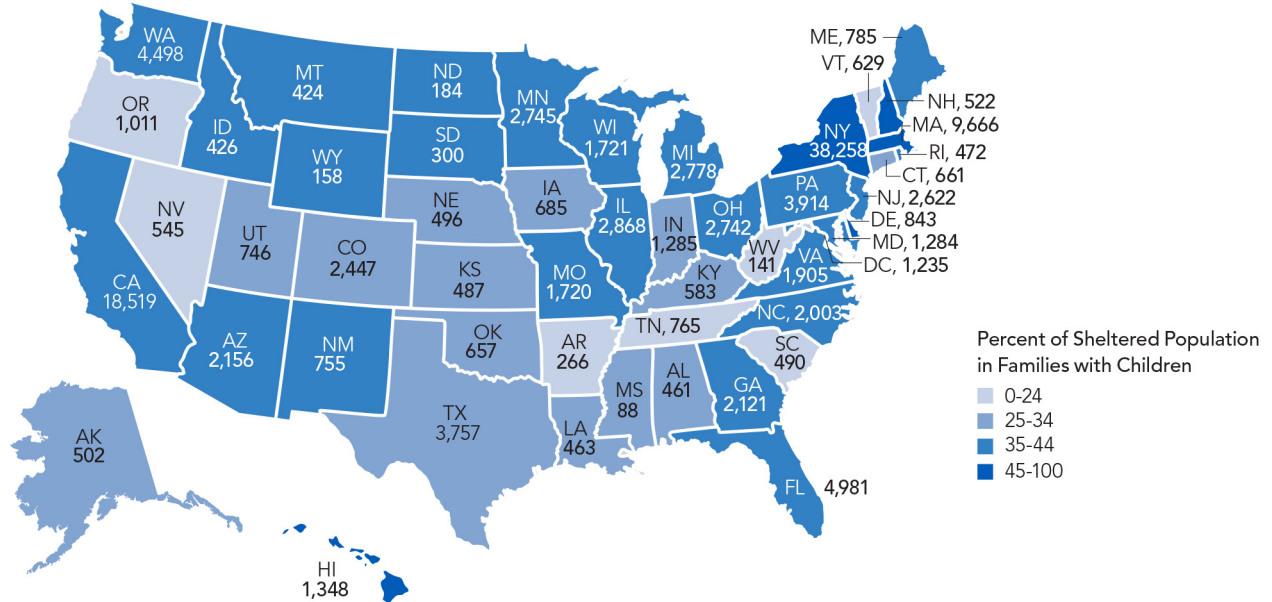 WA
4,498
OR
1,011
CA
18,519
NV
545
ID
426
MT
424
WY
158
UT
746
AZ
2,156
CO
2,447
NM
755
ND
184
SD
300
NE
496
KS
487
OK
657
TX
3,757
MN
2,745
IA
685
MO
1,720
AR
266
LA
463
WI
1,721
IL
2,868
MI
2,778
IN
1,285
OH
2,742
KY
583
TN, 765
MS
88
AL
461
GA
2,121
FL
4,981
SC
490
NC, 2,003
VA
1,905
WV
141
PA
3,914
NY
38,258
ME, 785
VT, 629
NH, 522
MA, 9,666
RI, 472
CT, 661
NJ, 2,622
DE, 843
MD, 1,284
DC, 1,235
AK
502
HI
1,348
Percent of Sheltered Population
in Families with Children
0-24
25-34
35-44
45-100